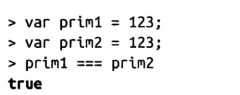 > var prim1 = 123;
> var prim2 = 123;
> prim1 === prim2
true